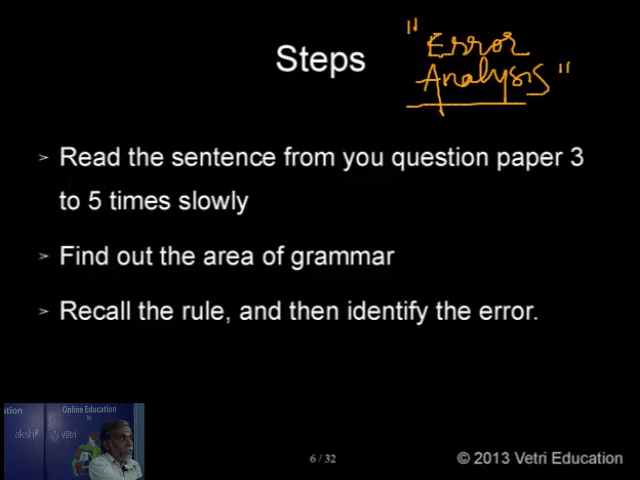 Steps
"Error
Analysis"
➢ Read the sentence from you question paper 3
to 5 times slowly
➢ Find out the area of grammar
➢ Recall the rule, and then identify the error.
ation
Online Education
by
akshi
vetri
6 / 32
© 2013 Vetri Education